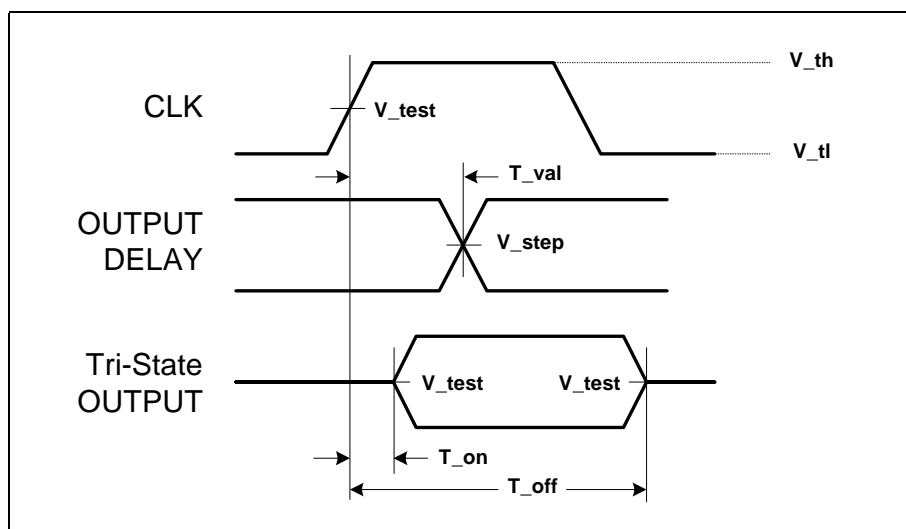 V_th
CLK
V_test
V_tl
T_val
OUTPUT
DELAY
V_step
Tri-State
OUTPUT
V_test
V_test
T_on
T_off